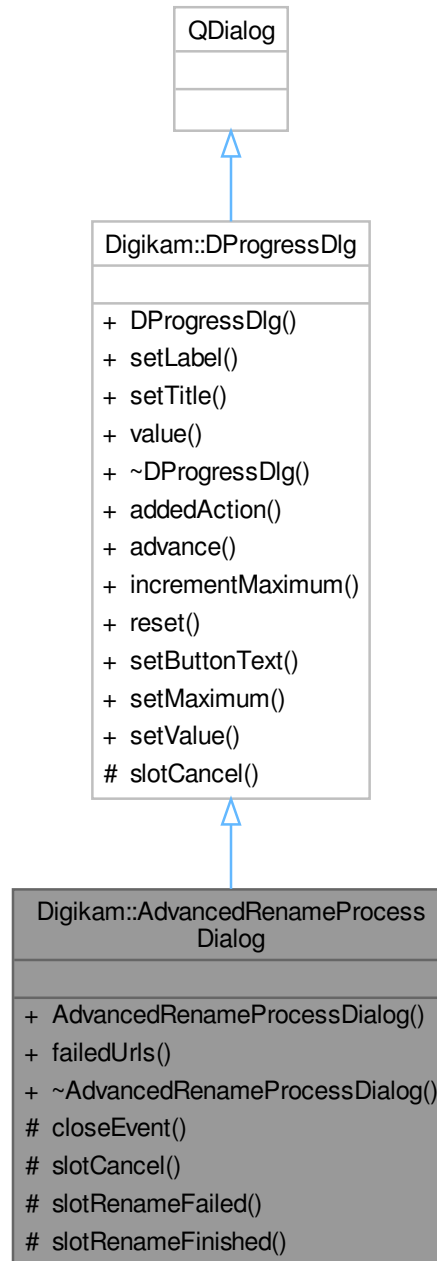 QDialog
Digikam::DProgressDlg
+ DProgressDlg()
+ setLabel()
+ setTitle()
+ value()
+ ~DProgressDlg()
+ addedAction()
+ advance()
+ incrementMaximum()
+ reset()
+ setButtonText()
+ setMaximum()
+ setValue()
# slotCancel()
Digikam::AdvancedRenameProcess
Dialog
+ AdvancedRenameProcessDialog()
+ failedUrls()
+ ~AdvancedRenameProcessDialog()
# closeEvent()
# slotCancel()
# slotRenameFailed()
# slotRenameFinished()